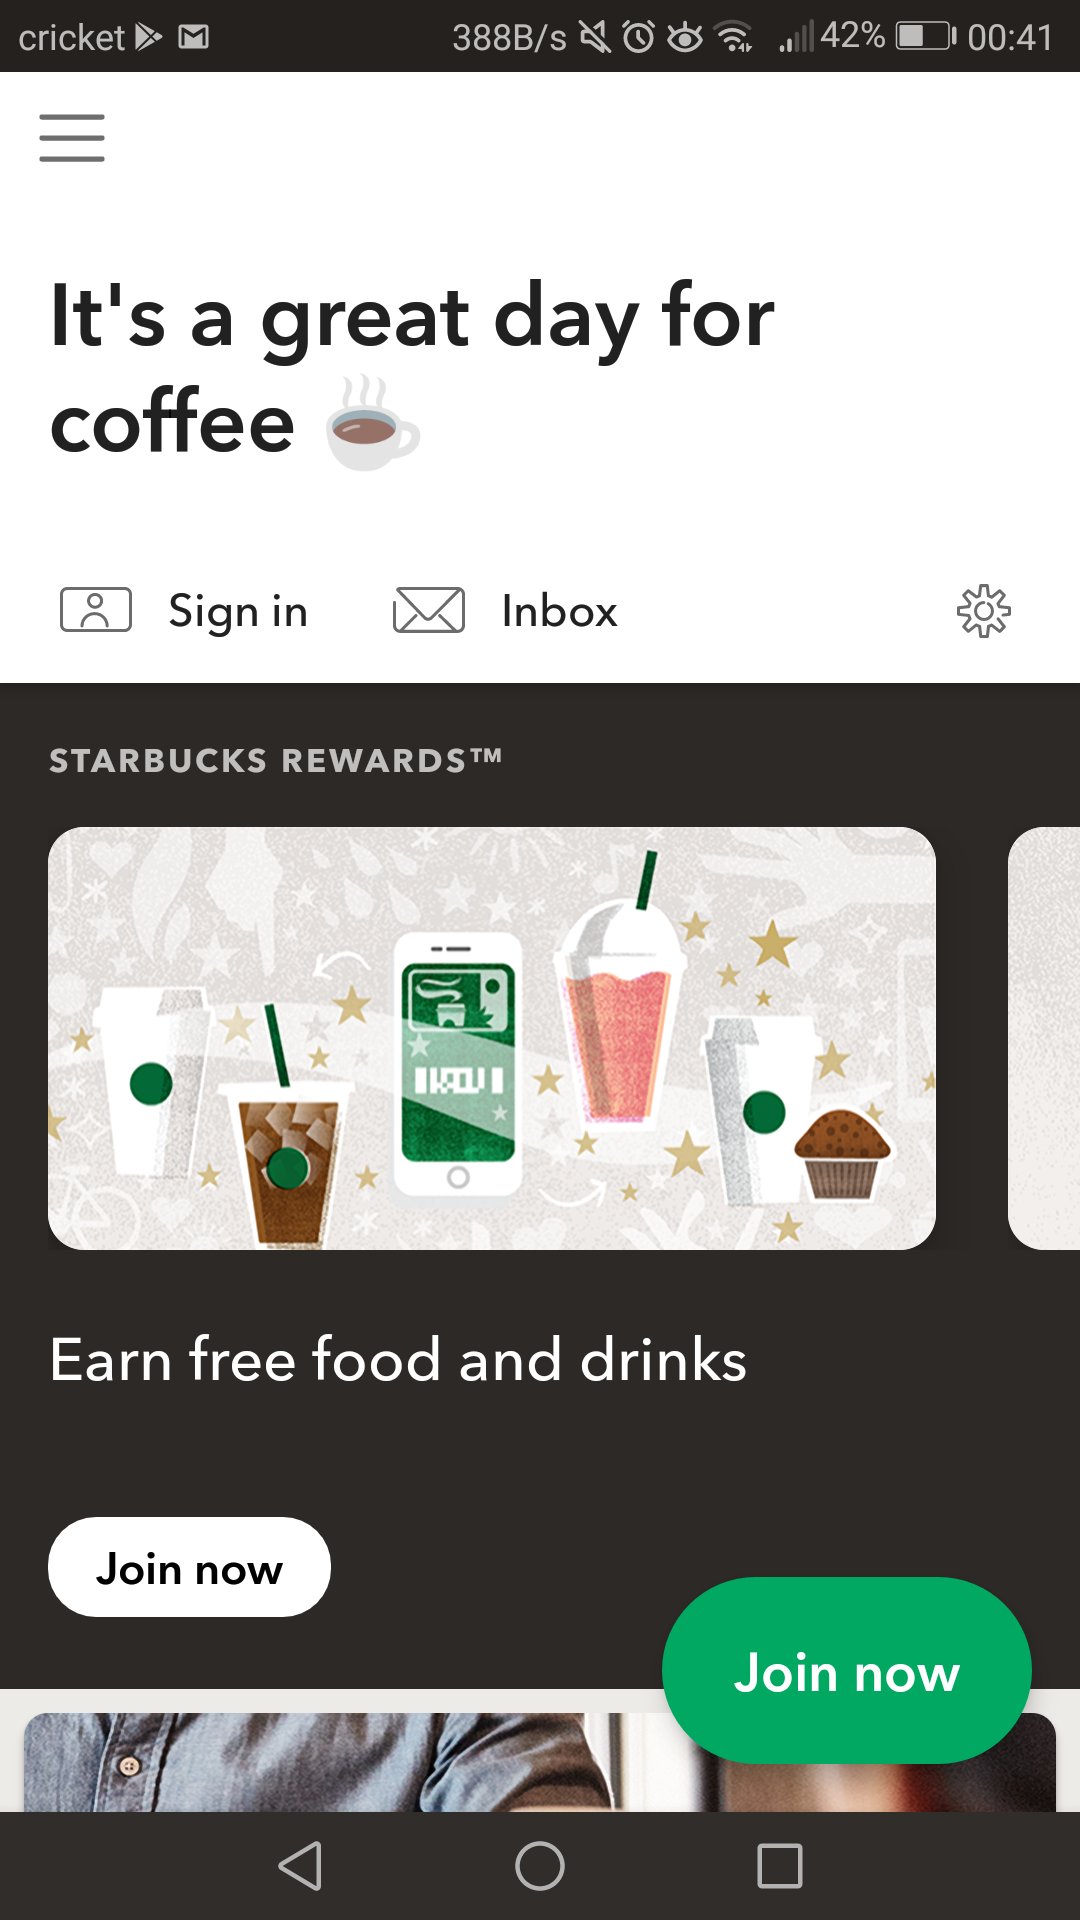 cricket 388B/s 42% 00:41
It's a great day for
coffee
Sign in Inbox
STARBUCKS REWARDS™
Earn free food and drinks
Join now
Join now